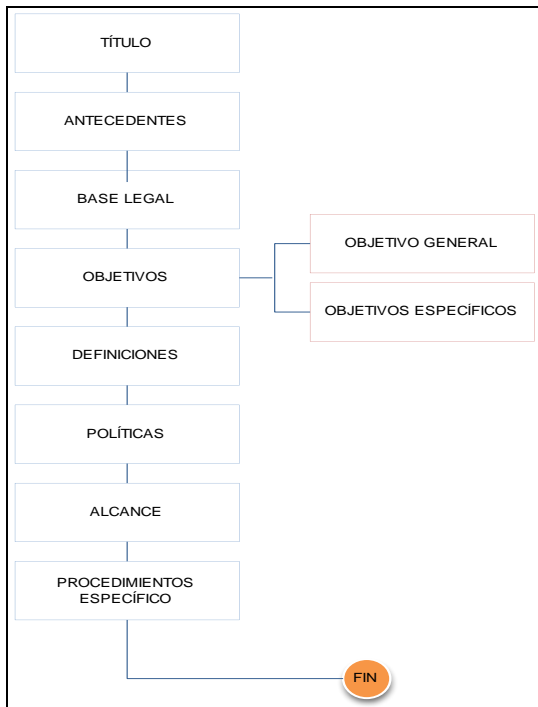 TÍTULO
ANTECEDENTES
BASE LEGAL
OBJETIVOS
OBJETIVO GENERAL
OBJETIVOS ESPECÍFICOS
DEFINICIONES
POLÍTICAS
ALCANCE
PROCEDIMIENTOS
ESPECÍFICO
FIN